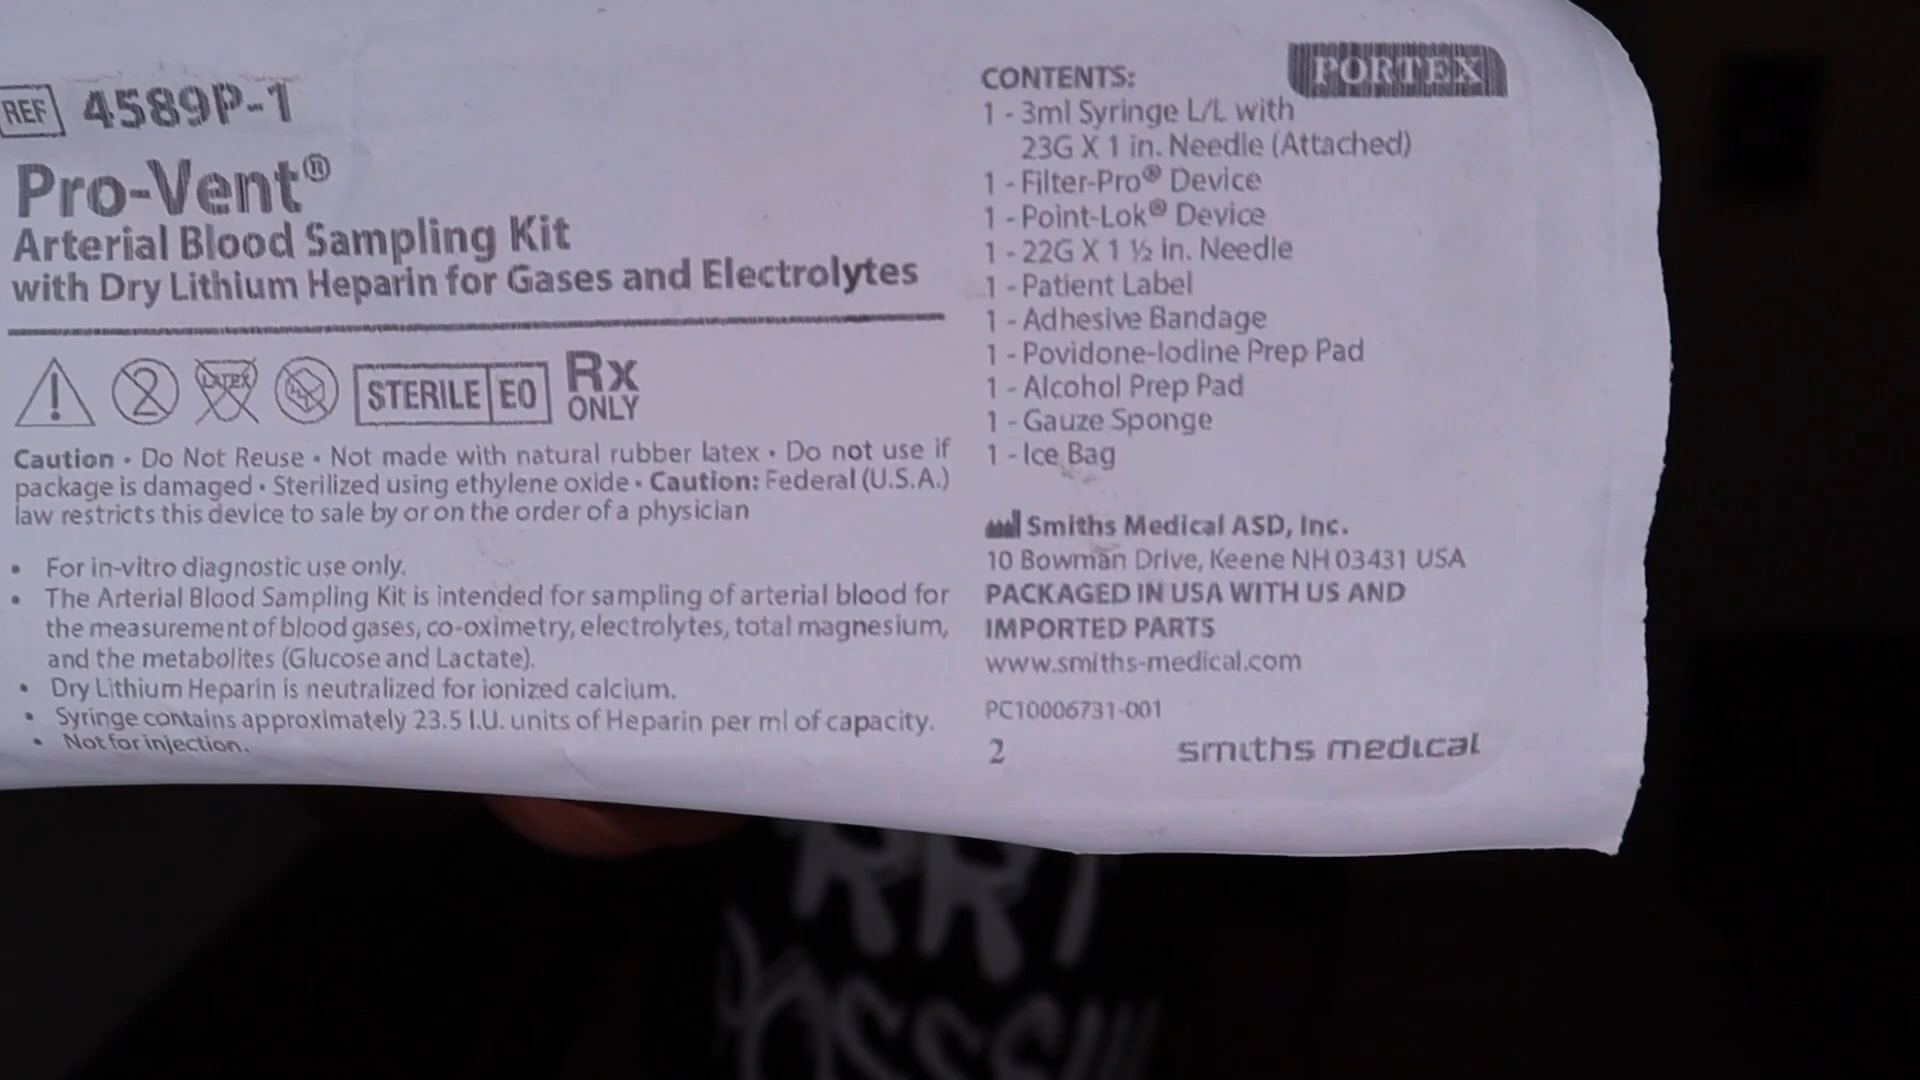 REF 4589P-1
Pro-Vent®
Arterial Blood Sampling Kit
with Dry Lithium Heparin for Gases and Electrolytes
2 LATEX STERILE EO Rx ONLY
Caution • Do Not Reuse • Not made with natural rubber latex • Do not use if
package is damaged • Sterilized using ethylene oxide • Caution: Federal (U.S.A.)
law restricts this device to sale by or on the order of a physician
• For in-vitro diagnostic use only.
• The Arterial Blood Sampling Kit is intended for sampling of arterial blood for
the measurement of blood gases, co-oximetry, electrolytes, total magnesium,
and the metabolites (Glucose and Lactate).
• Dry Lithium Heparin is neutralized for ionized calcium.
• Syringe contains approximately 23.5 I.U. units of Heparin per ml of capacity.
• Not for injection.
PORTEX
CONTENTS:
1 - 3ml Syringe L/L with
23G X 1 in. Needle (Attached)
1 - Filter-Pro® Device
1 - Point-Lok® Device
1 - 22G X 1 ½ in. Needle
1 - Patient Label
1 - Adhesive Bandage
1 - Povidone-Iodine Prep Pad
1 - Alcohol Prep Pad
1 - Gauze Sponge
1 - Ice Bag
Smiths Medical ASD, Inc.
10 Bowman Drive, Keene NH 03431 USA
PACKAGED IN USA WITH US AND
IMPORTED PARTS
www.smiths-medical.com
PC10006731-001
2
smiths medical